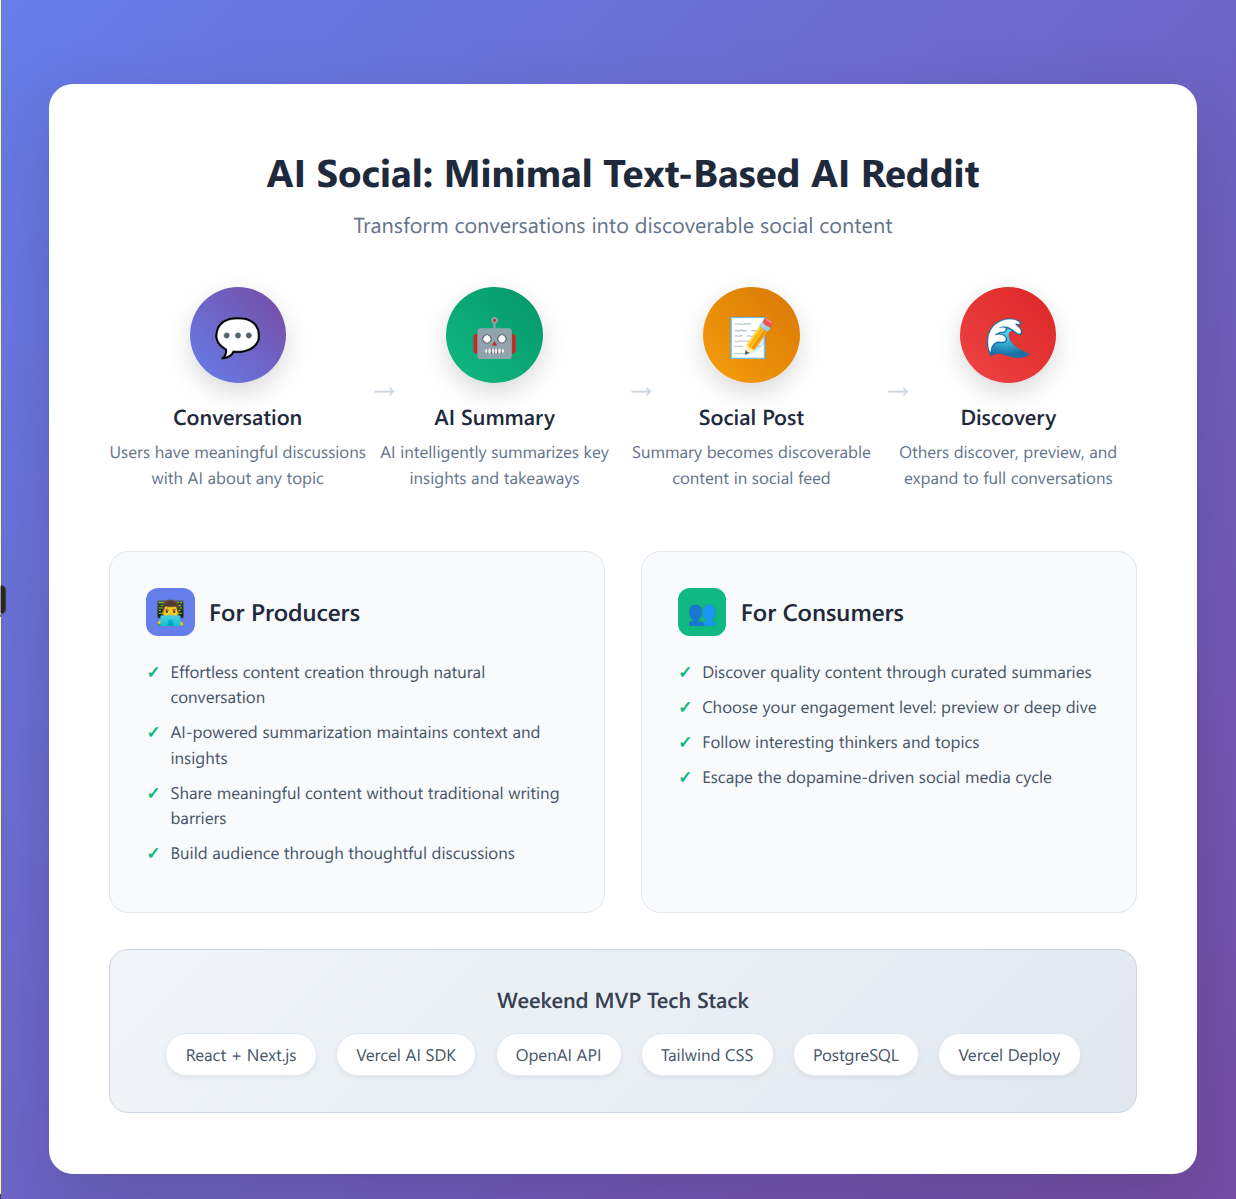 AI Social: Minimal Text-Based AI Reddit
Transform conversations into discoverable social content
Conversation
Users have meaningful discussions
with AI about any topic
→
AI Summary
AI intelligently summarizes key
insights and takeaways
→
Social Post
Summary becomes discoverable
content in social feed
→
Discovery
Others discover, preview, and
expand to full conversations
For Producers
✓ Effortless content creation through natural
conversation
✓ AI-powered summarization maintains context and
insights
✓ Share meaningful content without traditional writing
barriers
✓ Build audience through thoughtful discussions
For Consumers
✓ Discover quality content through curated summaries
✓ Choose your engagement level: preview or deep dive
✓ Follow interesting thinkers and topics
✓ Escape the dopamine-driven social media cycle
Weekend MVP Tech Stack
React + Next.js
Vercel AI SDK
OpenAI API
Tailwind CSS
PostgreSQL
Vercel Deploy